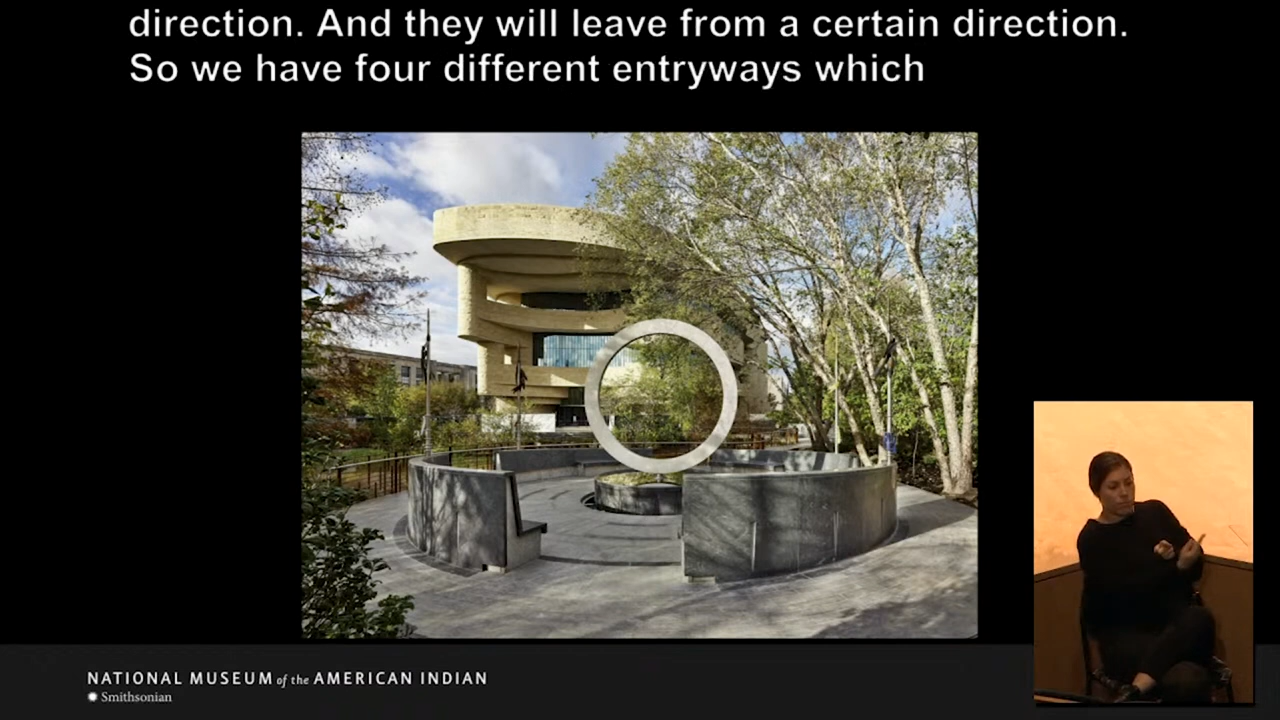 direction. And they will leave from a certain direction.
So we have four different entryways which
NATIONAL MUSEUM of the AMERICAN INDIAN
Smithsonian